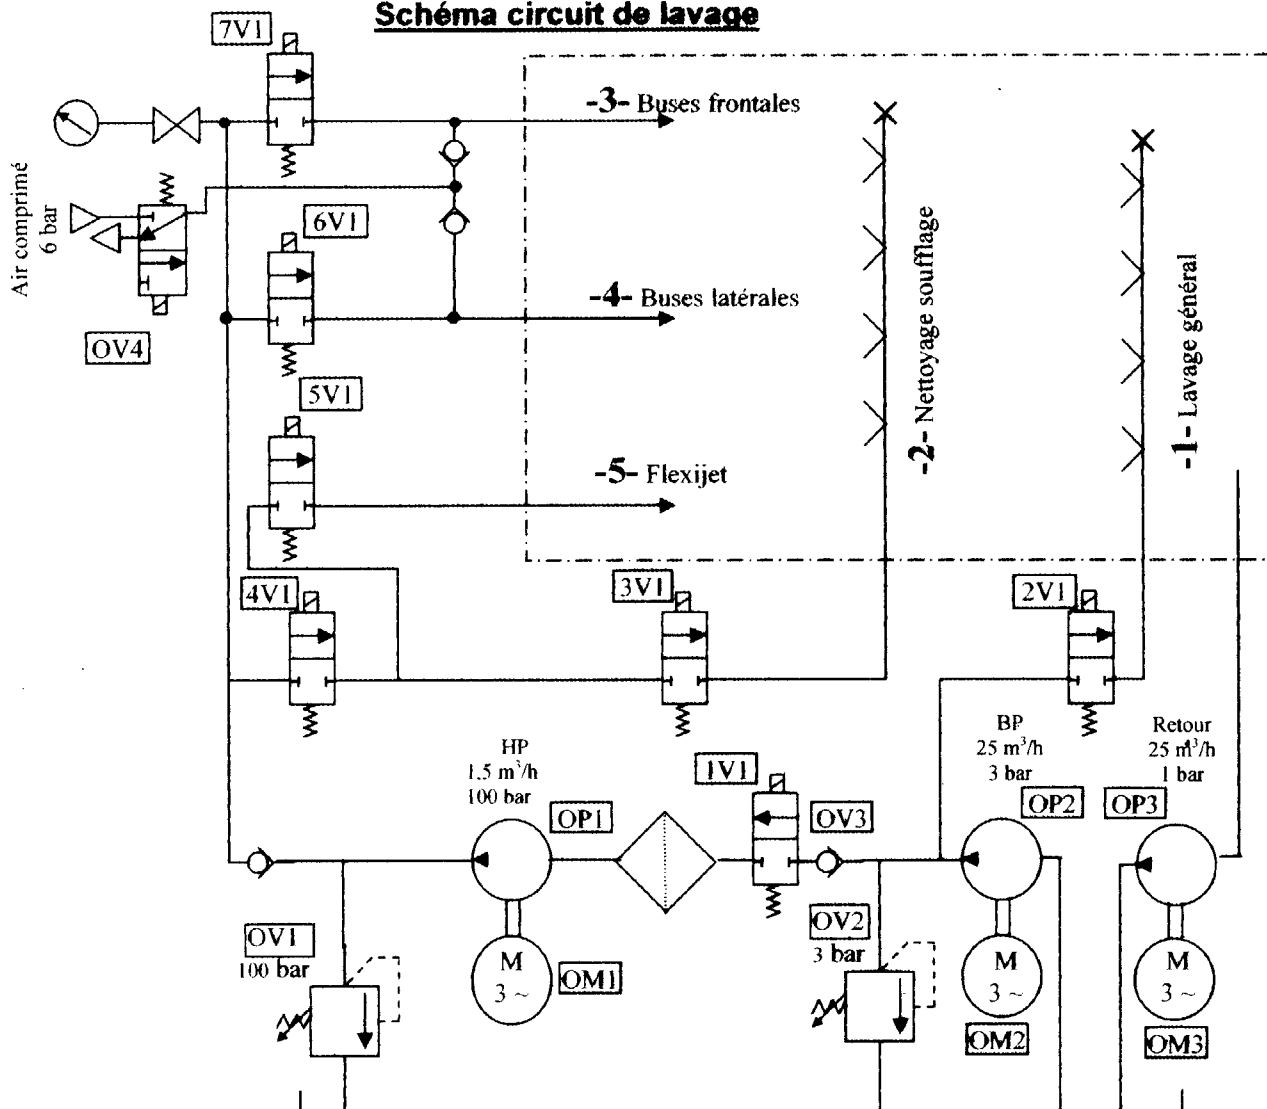 Schéma circuit de lavage
7V1
-3- Buses frontales
Air comprimé
6 bar
6V1
-4- Buses latérales
OV4
5V1
-5- Flexijet
-2- Nettoyage soufflage
-1- Lavage général
4V1
3V1
2V1
HP
1,5 m³/h
100 bar
BP
25 m³/h
3 bar
Retour
25 m³/h
1 bar
1V1
OP1
OV3
OP2
OP3
OV1
100 bar
M
3 ~
OM1
OV2
3 bar
M
3 ~
OM2
M
3 ~
OM3